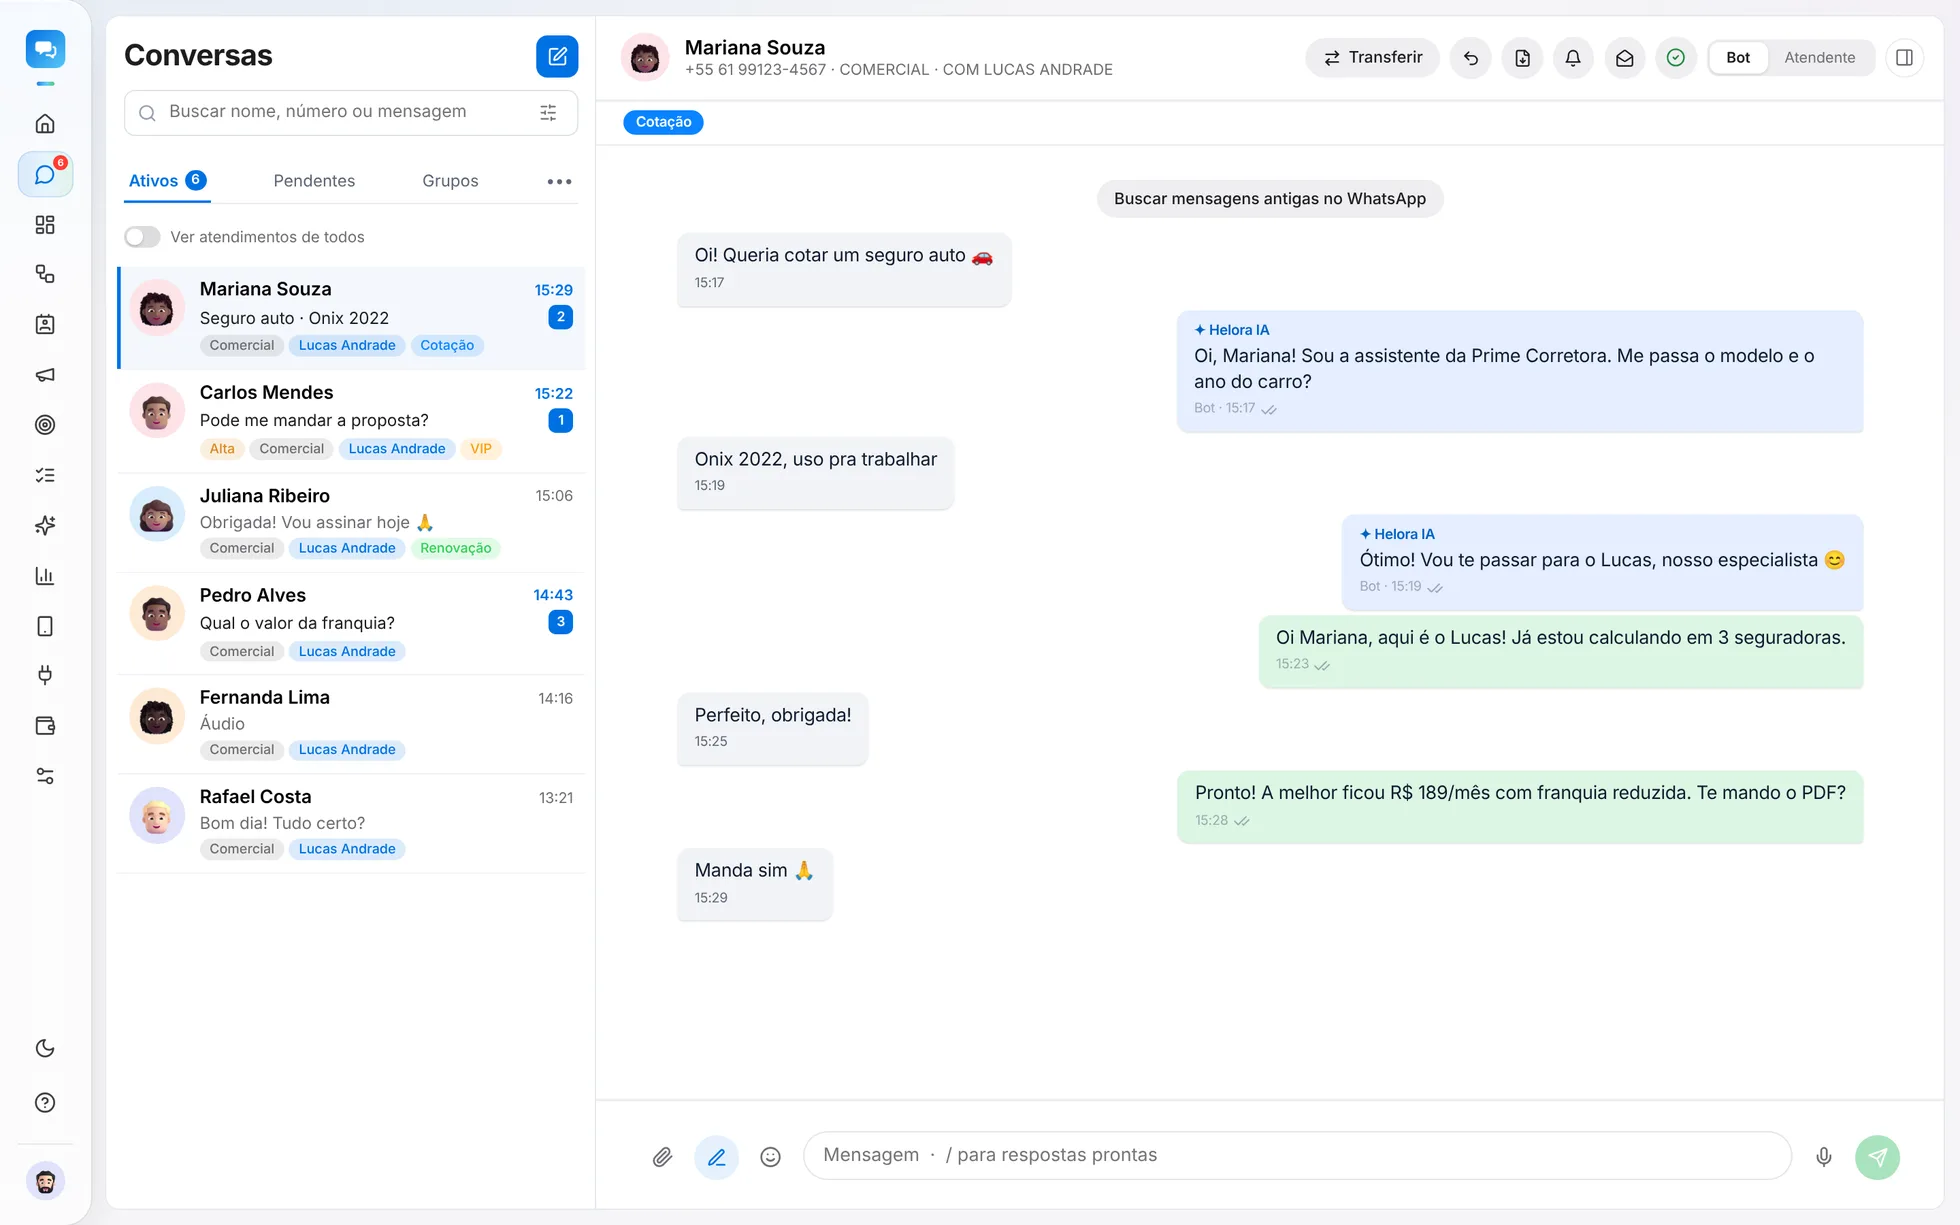 6
Conversas
Buscar nome, número ou mensagem
Ativos 6
Pendentes
Grupos
Ver atendimentos de todos
Mariana Souza
15:29
Seguro auto · Onix 2022
2
Comercial
Lucas Andrade
Cotação
Carlos Mendes
15:22
Pode me mandar a proposta?
1
Alta
Comercial
Lucas Andrade
VIP
Juliana Ribeiro
15:06
Obrigada! Vou assinar hoje 🙏
Comercial
Lucas Andrade
Renovação
Pedro Alves
14:43
Qual o valor da franquia?
3
Comercial
Lucas Andrade
Fernanda Lima
14:16
Áudio
Comercial
Lucas Andrade
Rafael Costa
13:21
Bom dia! Tudo certo?
Comercial
Lucas Andrade
Mariana Souza
+55 61 99123-4567 · COMERCIAL · COM LUCAS ANDRADE
Transferir
Bot
Atendente
Cotação
Buscar mensagens antigas no WhatsApp
Oi! Queria cotar um seguro auto 🚗
15:17
✦ Helora IA
Oi, Mariana! Sou a assistente da Prime Corretora. Me passa o modelo e o
ano do carro?
Bot · 15:17
Onix 2022, uso pra trabalhar
15:19
✦ Helora IA
Ótimo! Vou te passar para o Lucas, nosso especialista 😊
Bot · 15:19
Oi Mariana, aqui é o Lucas! Já estou calculando em 3 seguradoras.
15:23
Perfeito, obrigada!
15:25
Pronto! A melhor ficou R$ 189/mês com franquia reduzida. Te mando o PDF?
15:28
Manda sim 🙏
15:29
Mensagem · / para respostas prontas